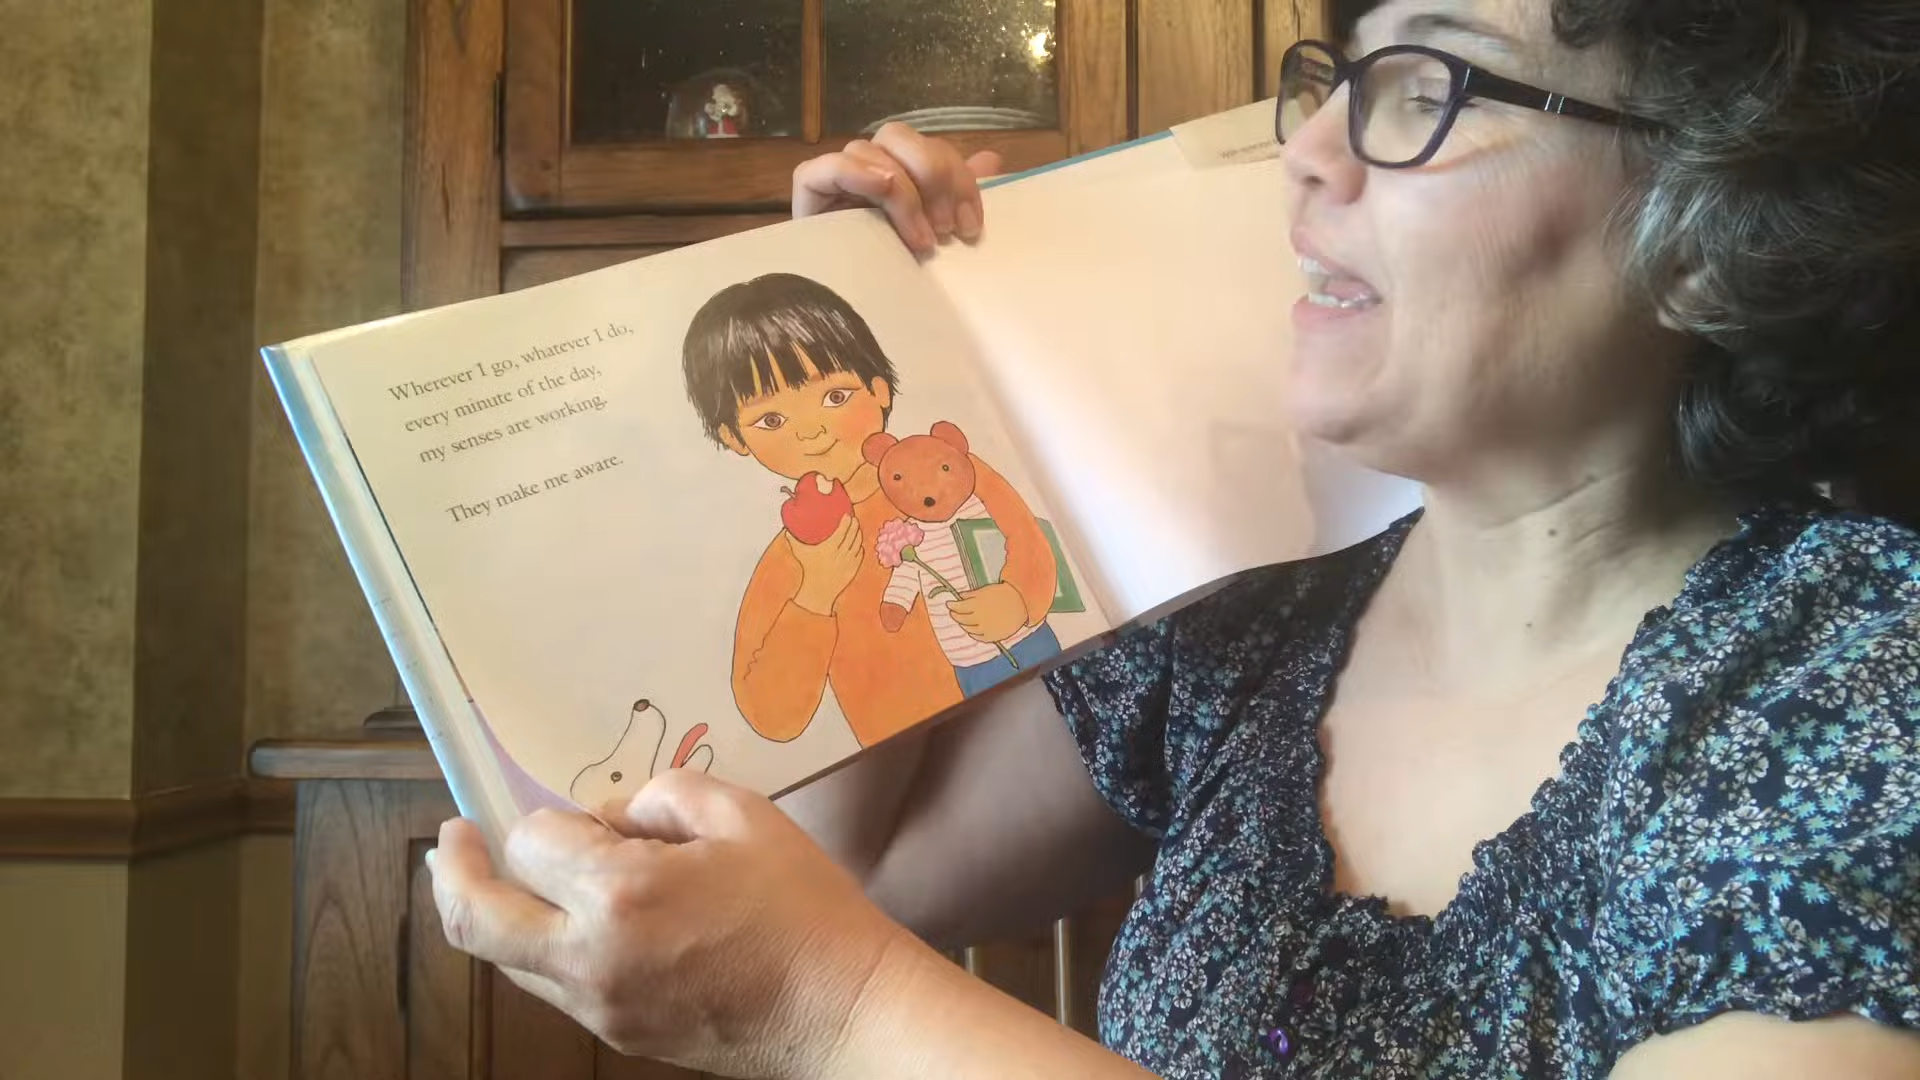 Wherever I go, whatever I do,
every minute of the day,
my senses are working.
They make me aware.